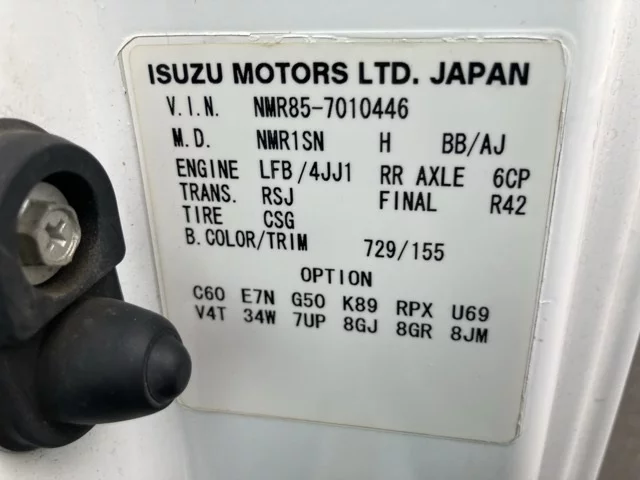 ISUZU MOTORS LTD. JAPAN
V.I.N. NMR85-7010446
M.D. NMR1SN H BB/AJ
ENGINE LFB/4JJ1 RR AXLE 6CP
TRANS. RSJ FINAL R42
TIRE CSG
B.COLOR/TRIM 729/155
OPTION
C60 E7N G50 K89 RPX U69
V4T 34W 7UP 8GJ 8GR 8JM